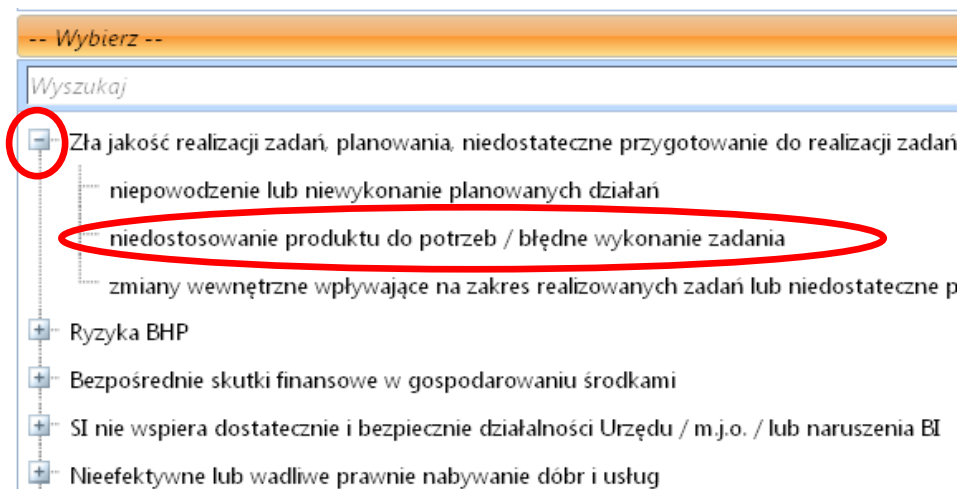 -- Wybierz --
Wyszukaj
Zła jakość realizacji zadań, planowania, niedostateczne przygotowanie do realizacji zadań
niepowodzenie lub niewykonanie planowanych działań
niedostosowanie produktu do potrzeb / błędne wykonanie zadania
zmiany wewnętrzne wpływające na zakres realizowanych zadań lub niedostateczne p
Ryzyka BHP
Bezpośrednie skutki finansowe w gospodarowaniu środkami
SI nie wspiera dostatecznie i bezpiecznie działalności Urzędu / m.j.o. / lub naruszenia BI
Nieefektywne lub wadliwe prawnie nabywanie dóbr i usług